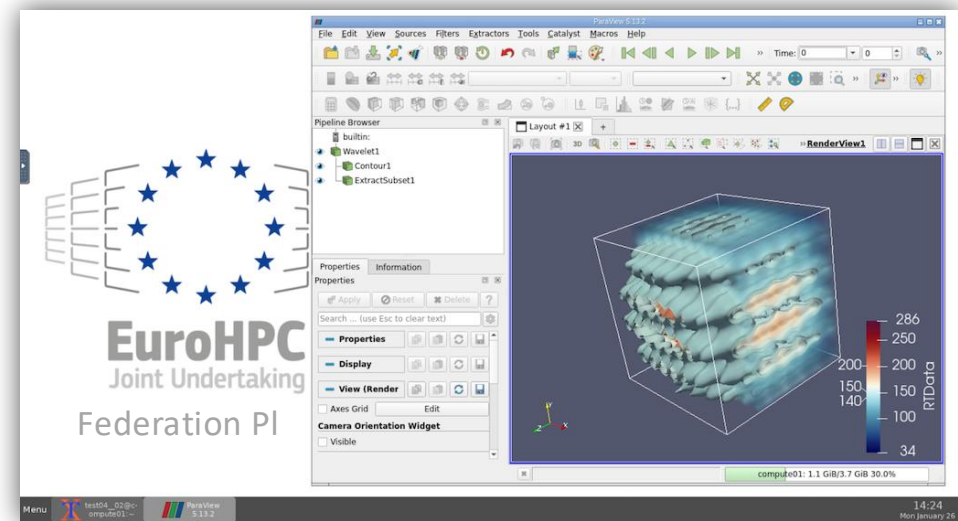 ParaView 5.13.2
File Edit View Sources Filters Extractors Tools Catalyst Macros Help
Time: 0 0
3D
Pipeline Browser
builtin:
Wavelet1
Contour1
ExtractSubset1
Layout #1 +
RenderView1
Properties Information
Properties
Apply Reset Delete ?
Search ... (use Esc to clear text)
Properties
Display
View (Render
Axes Grid Edit
Camera Orientation Widget
Visible
EuroHPC
Joint Undertaking
Federation Pl
286
250
200 200
150 150
140
100
34
RTData
Y
Z X
compute01: 1.1 GiB/3.7 GiB 30.0%
Menu
test04_02@c-
ompute01:~
ParaView
5.13.2
14:24
Mon January 26